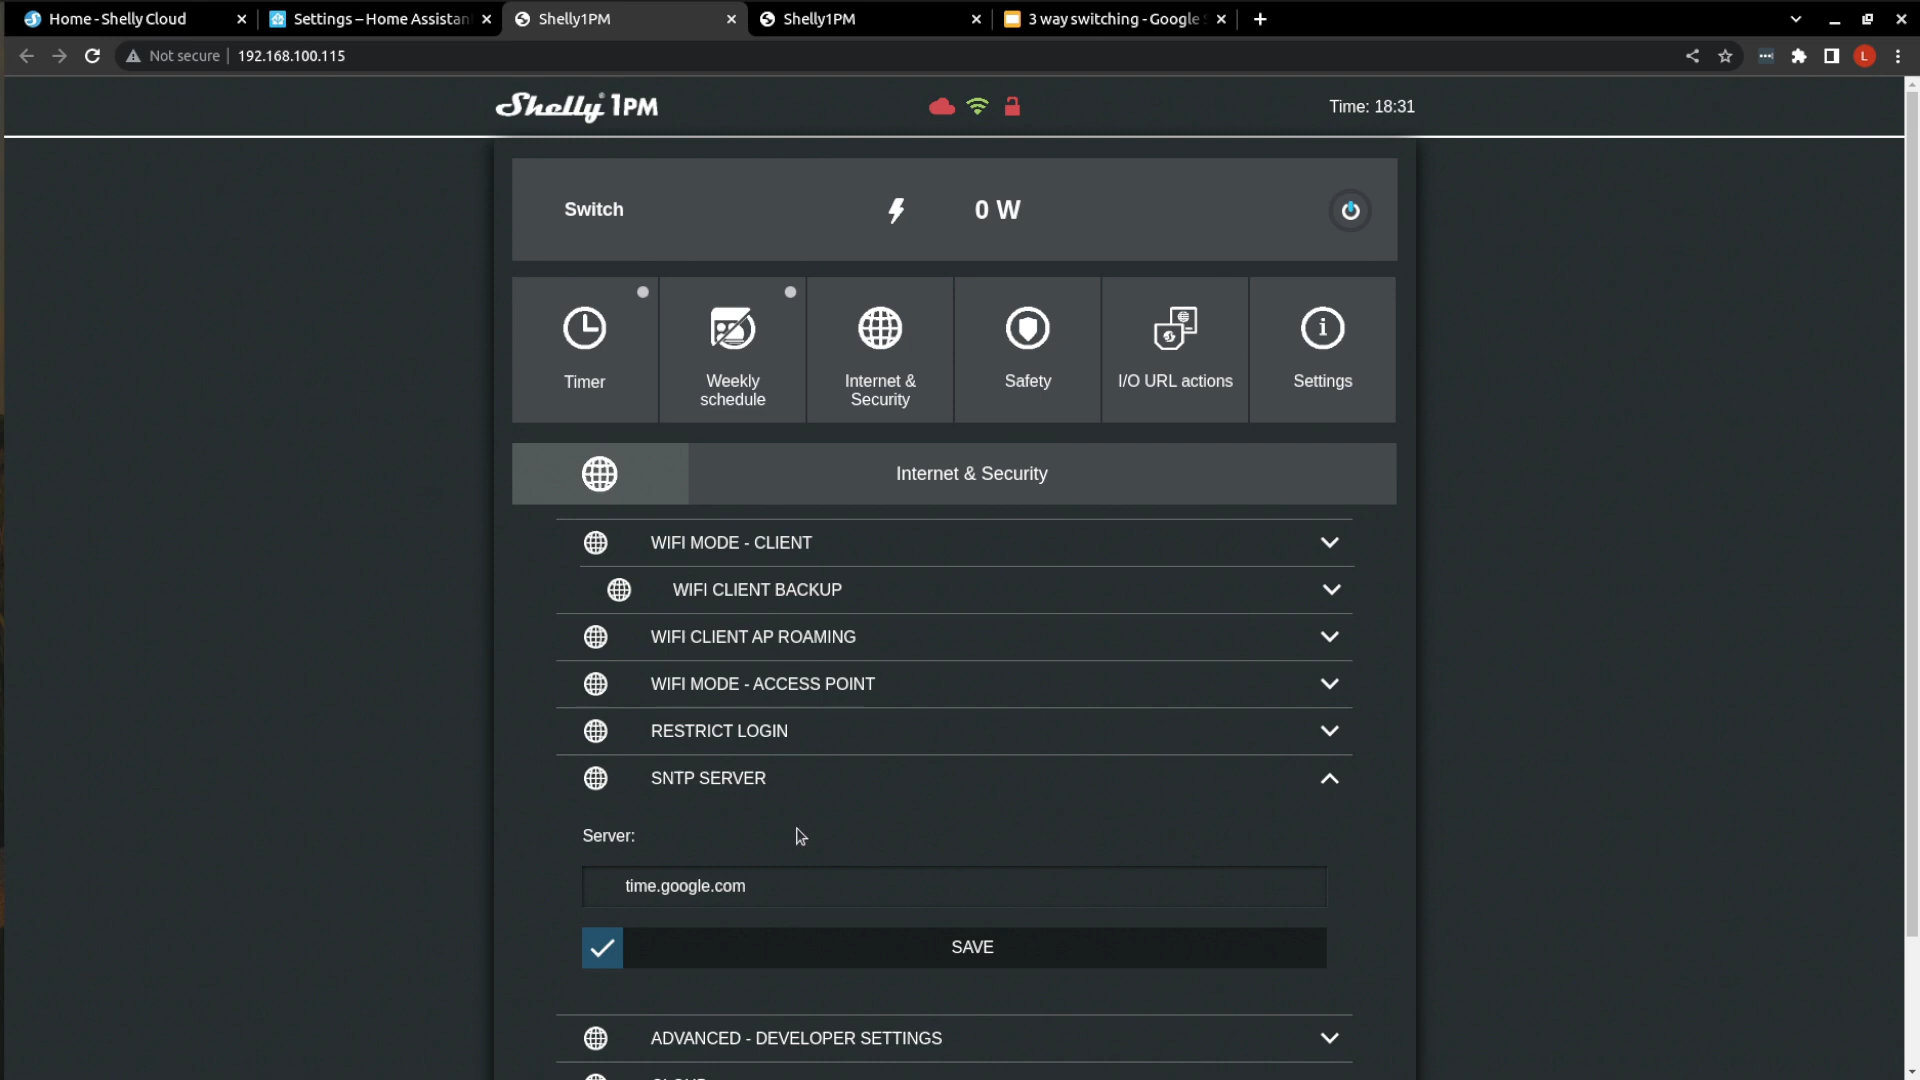 Home - Shelly Cloud
Settings – Home Assistan
Shelly1PM
Shelly1PM
3 way switching - Google S
Not secure
192.168.100.115
L
Shelly 1PM
Time: 18:31
Switch
0 W
Timer
Weekly
schedule
Internet &
Security
Safety
I/O URL actions
Settings
Internet & Security
WIFI MODE - CLIENT
WIFI CLIENT BACKUP
WIFI CLIENT AP ROAMING
WIFI MODE - ACCESS POINT
RESTRICT LOGIN
SNTP SERVER
Server:
time.google.com
SAVE
ADVANCED - DEVELOPER SETTINGS